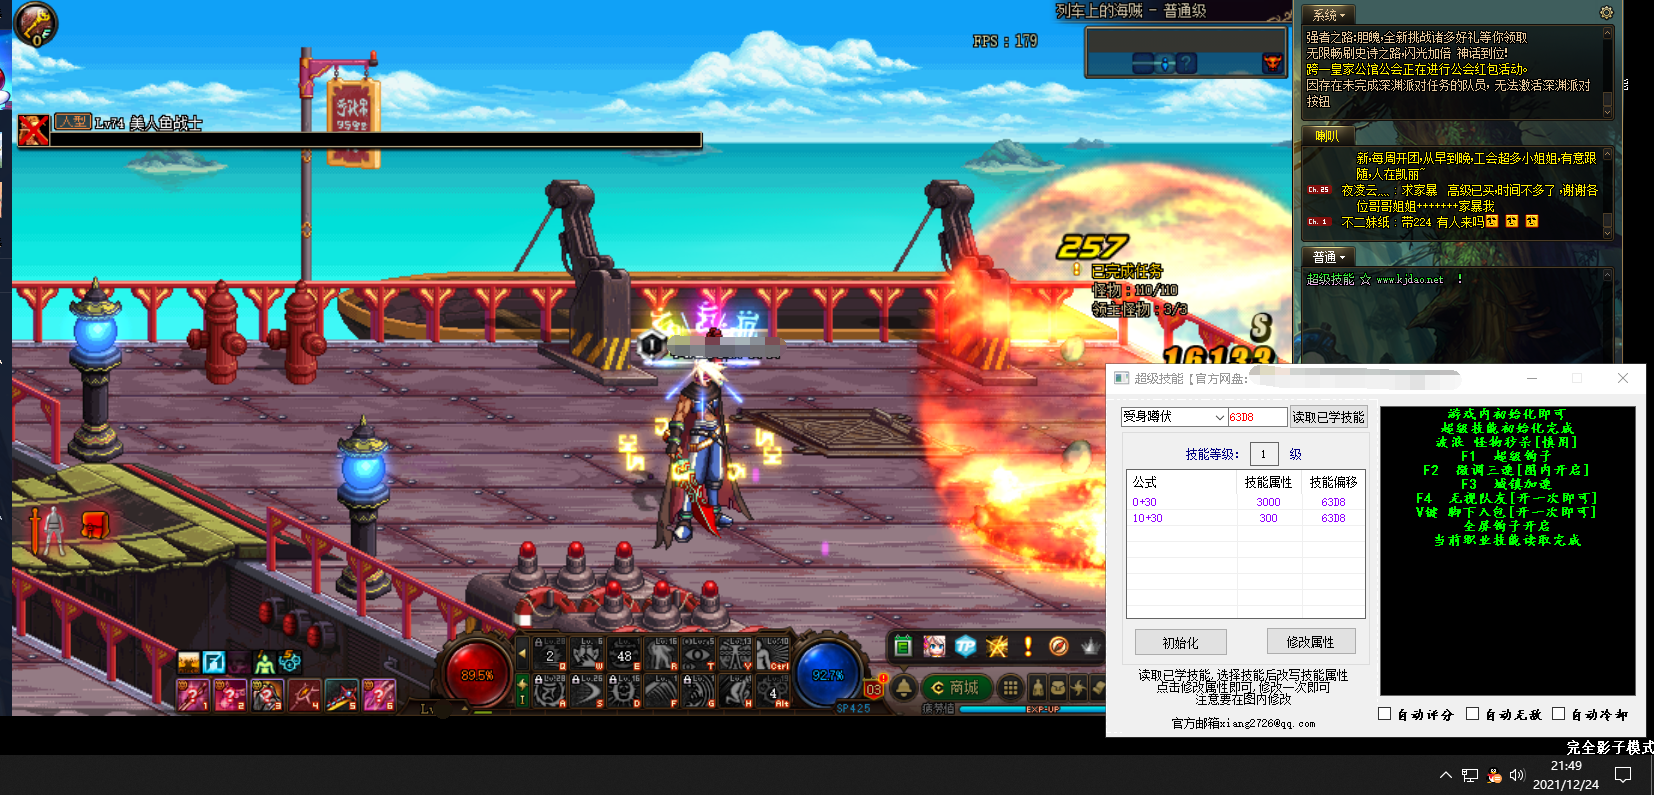 列车上的海贼 - 普通级
FPS : 179
0
人型 Lv74 美人鱼战士
257
已完成任务
怪物 : 110/110
领主怪物 : 3/3
S
16133
1
?
系统
强者之路:胆魄,全新挑战诸多好礼等你领取
无限畅刷史诗之路,闪光加倍 神话到位!
跨一皇家公馆公会正在进行公会红包活动。
因存在未完成深渊派对任务的队员, 无法激活深渊派对
按钮
喇叭
新,每周开团,从早到晚,工会超多小姐姐,有意跟
随,人在凯丽~
Ch. 25 夜凌云灬 : 求家暴 高级已买,时间不多了 ,谢谢各
位哥哥姐姐+++++++家暴我
Ch. 1 不二妹纸 : 带224 有人来吗
普通
超级技能 ☆ www.kjdao.net !
超级技能【官方网盘:
受身蹲伏 63D8 读取已学技能
技能等级: 1 级
公式 技能属性 技能偏移
0+30 3000 63D8
10+30 300 63D8
初始化 修改属性
读取已学技能,选择技能后改写技能属性
点击修改属性即可,修改一次即可
注意要在图内修改
官方邮箱xiang2726@qq.com
游戏内初始化即可
超级技能初始化完成
波浪 怪物秒杀[慎用]
F1 超级钩子
F2 微调三速[图内开启]
F3 城镇加速
F4 无视队友[开一次即可]
V键 脚下入包[开一次即可]
全屏钩子开启
当前职业技能读取完成
自动评分 自动无敌 自动冷却
89.5%
92.7%
SP425
03
商城
疲劳值
EXP.UP
TP
Lv
完全影子模式
21:49
2021/12/24